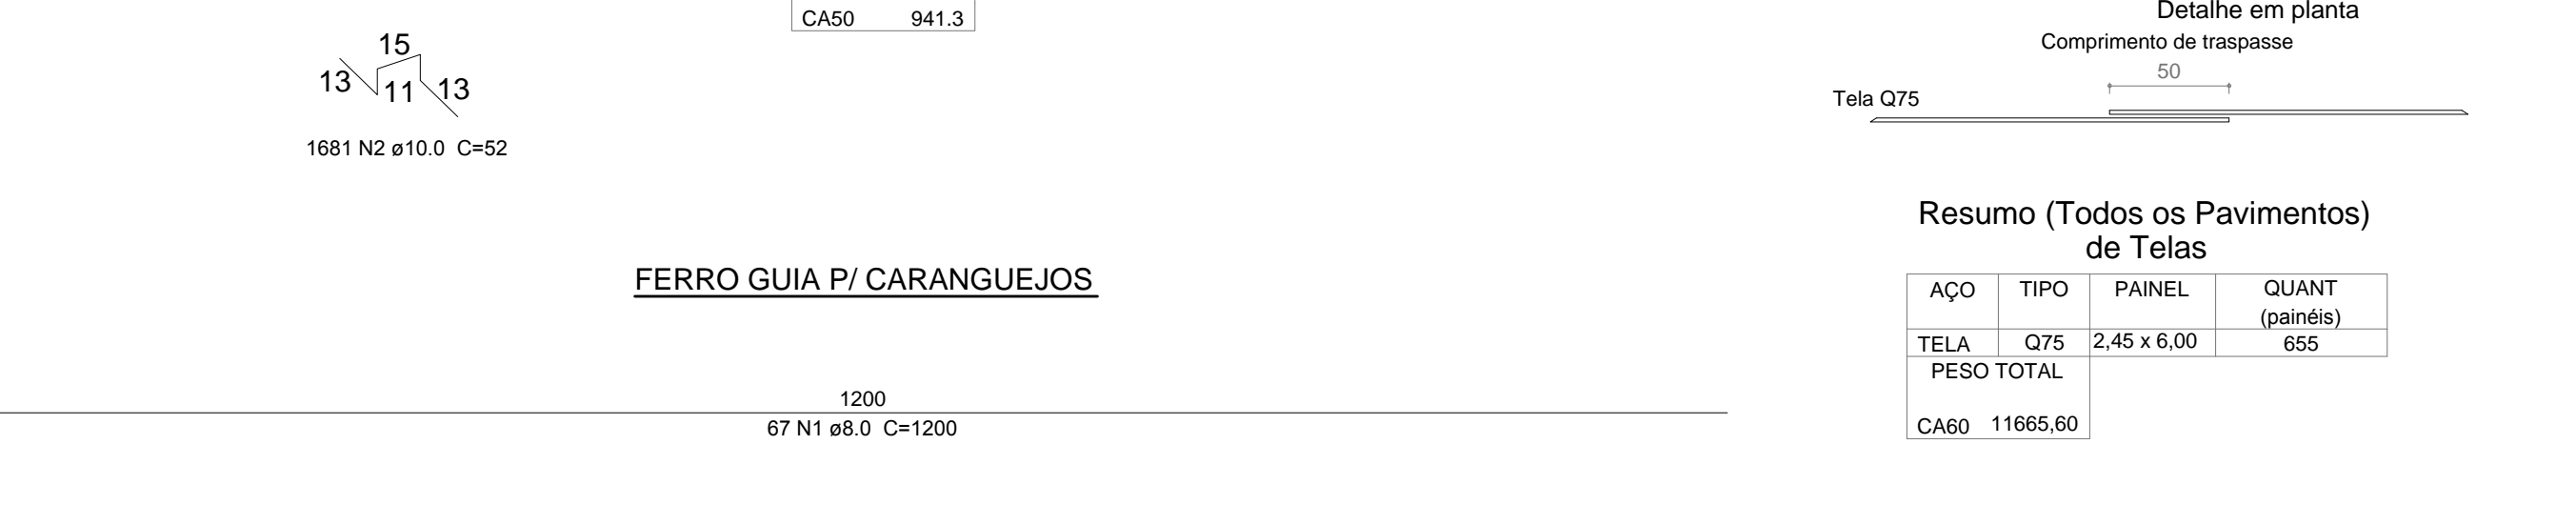 CA50 941.3
15
13 11 13
1681 N2 ø10.0 C=52
FERRO GUIA P/ CARANGUEJOS
1200
67 N1 ø8.0 C=1200
Detalhe em planta
Comprimento de traspasse
50
Tela Q75
Resumo (Todos os Pavimentos)
de Telas
AÇO TIPO PAINEL QUANT
(painéis)
TELA Q75 2,45 x 6,00 655
PESO TOTAL
CA60 11665,60